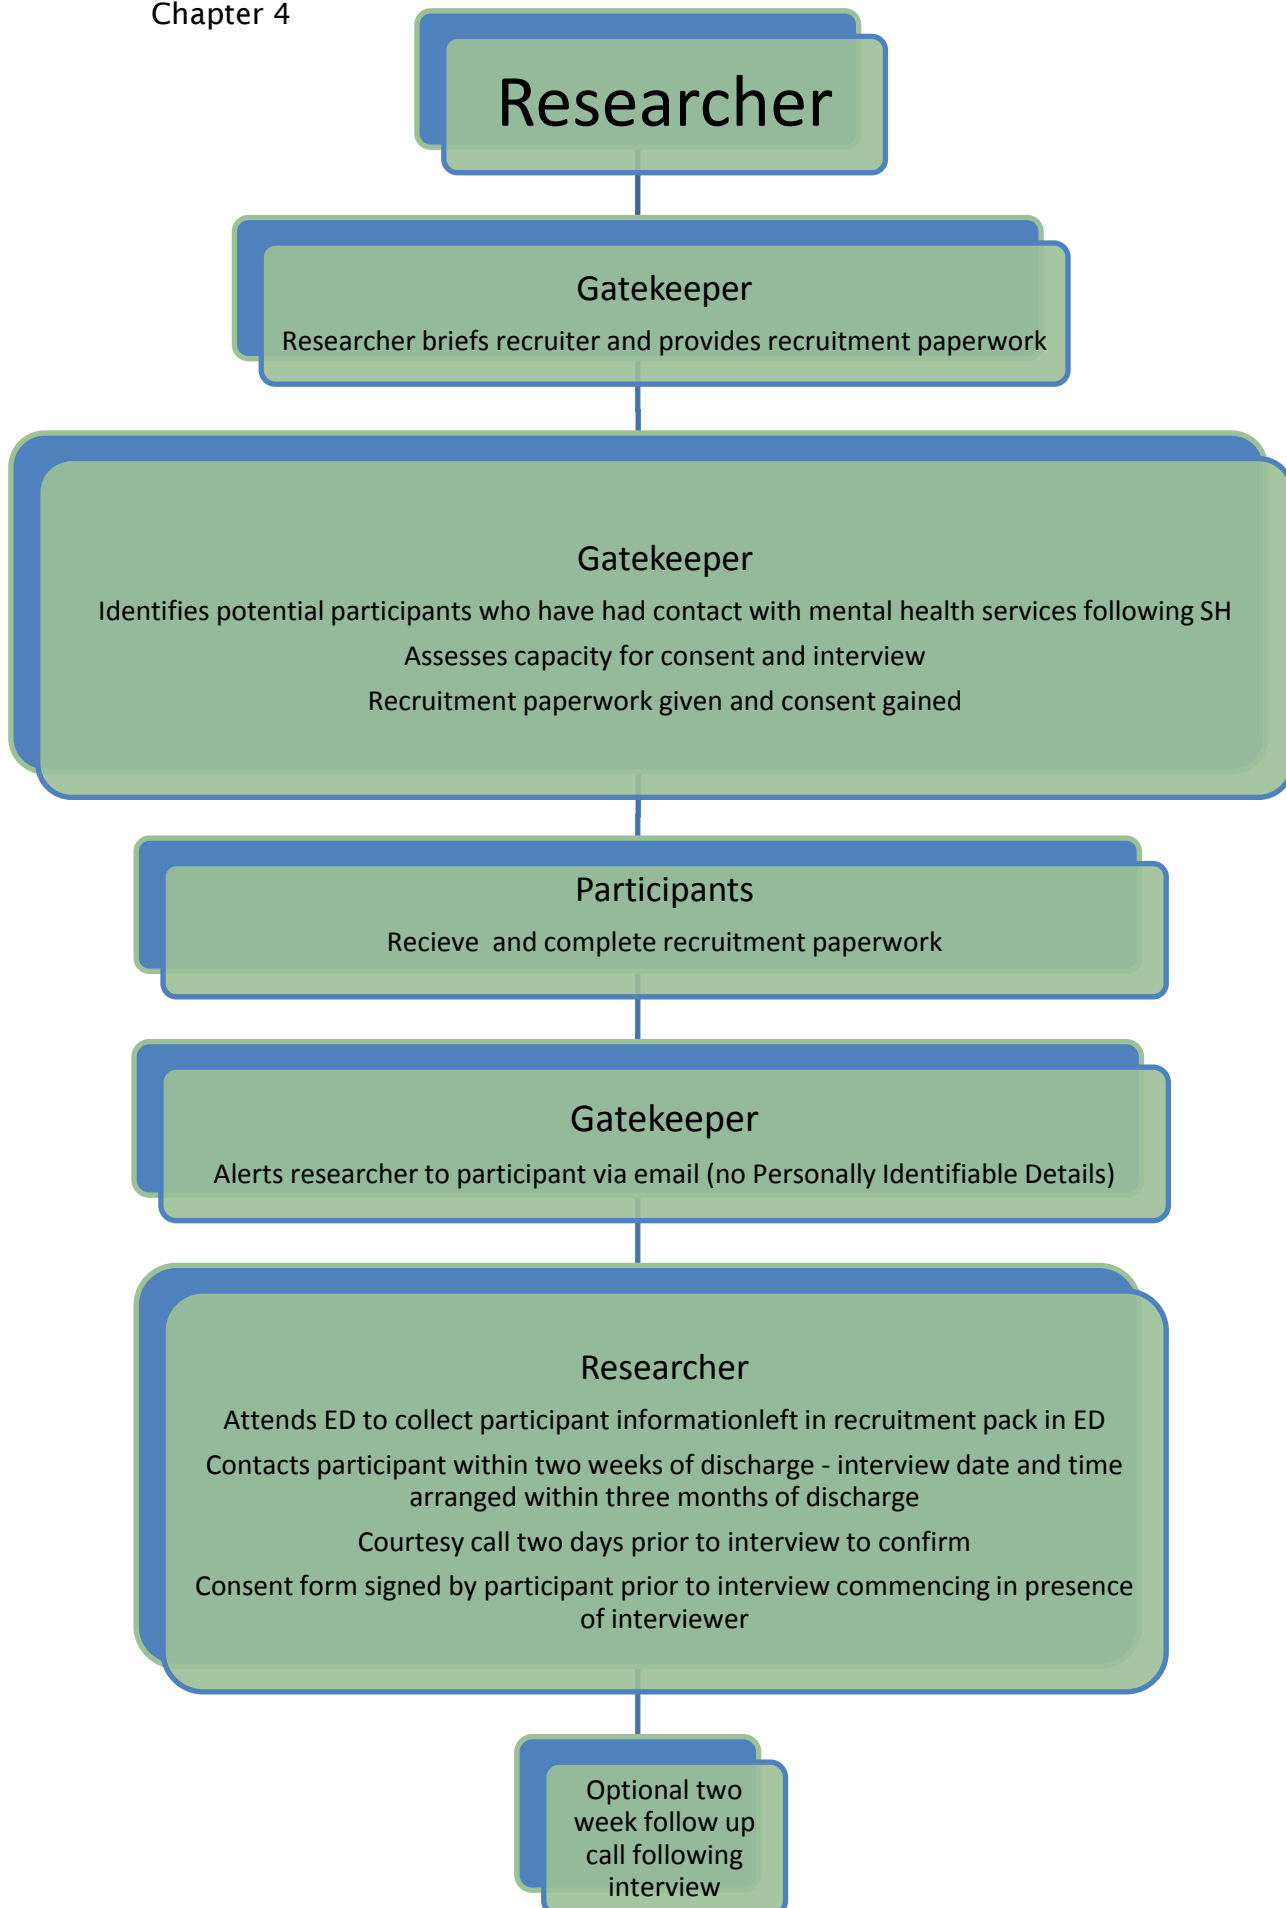 Chapter 4
Researcher
Gatekeeper
Researcher briefs recruiter and provides recruitment paperwork
Gatekeeper
Identifies potential participants who have had contact with mental health services following SH
Assesses capacity for consent and interview
Recruitment paperwork given and consent gained
Participants
Recieve  and complete recruitment paperwork
Gatekeeper
Alerts researcher to participant via email (no Personally Identifiable Details)
Researcher
Attends ED to collect participant informationleft in recruitment pack in ED
Contacts participant within two weeks of discharge - interview date and time
arranged within three months of discharge
Courtesy call two days prior to interview to confirm
Consent form signed by participant prior to interview commencing in presence
of interviewer
Optional two
week follow up
call following
interview